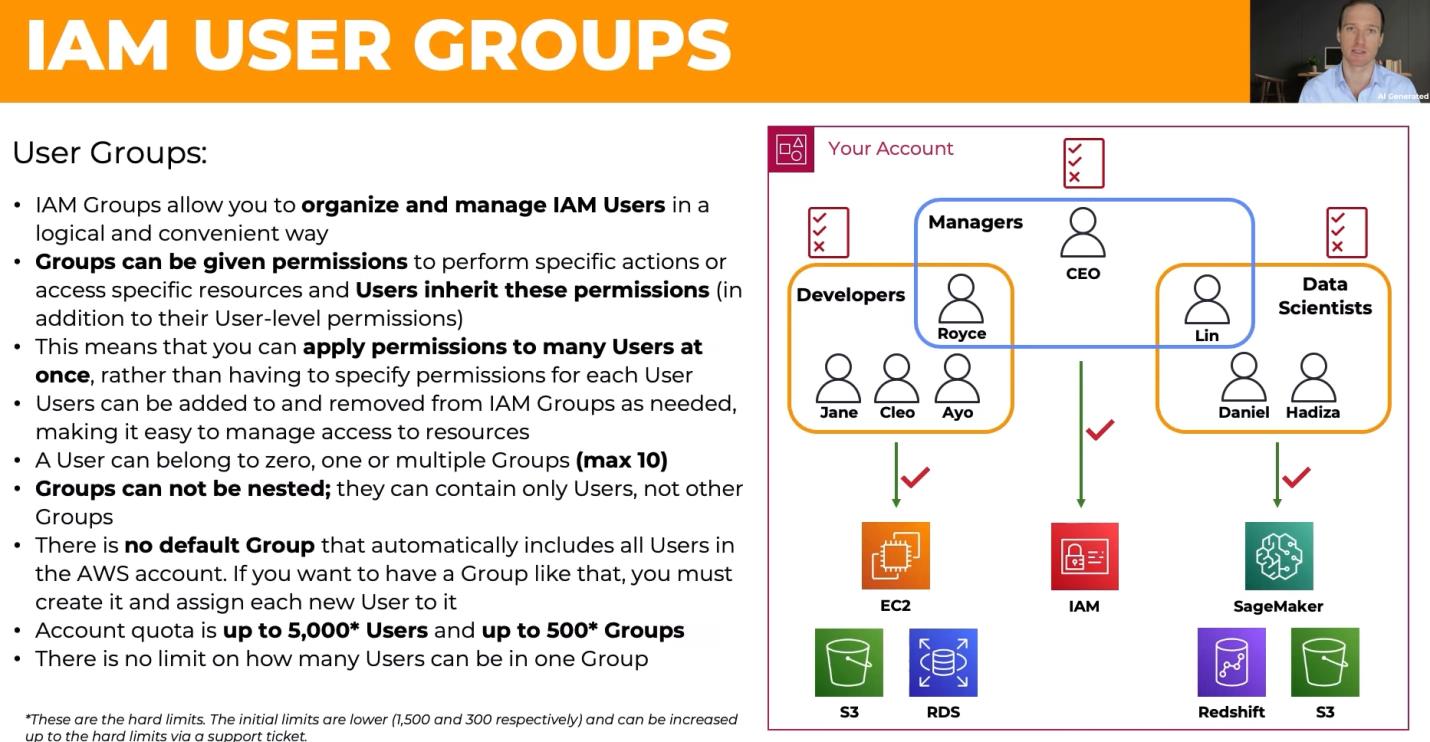 IAM USER GROUPS
AI Generated
User Groups:
• IAM Groups allow you to organize and manage IAM Users in a
logical and convenient way
• Groups can be given permissions to perform specific actions or
access specific resources and Users inherit these permissions (in
addition to their User-level permissions)
• This means that you can apply permissions to many Users at
once, rather than having to specify permissions for each User
• Users can be added to and removed from IAM Groups as needed,
making it easy to manage access to resources
• A User can belong to zero, one or multiple Groups (max 10)
• Groups can not be nested; they can contain only Users, not other
Groups
• There is no default Group that automatically includes all Users in
the AWS account. If you want to have a Group like that, you must
create it and assign each new User to it
• Account quota is up to 5,000* Users and up to 500* Groups
• There is no limit on how many Users can be in one Group
*These are the hard limits. The initial limits are lower (1,500 and 300 respectively) and can be increased
up to the hard limits via a support ticket.
Your Account
Managers
CEO
Developers
Royce
Jane Cleo Ayo
Lin
Data
Scientists
Daniel Hadiza
EC2
IAM
SageMaker
S3
RDS
Redshift
S3